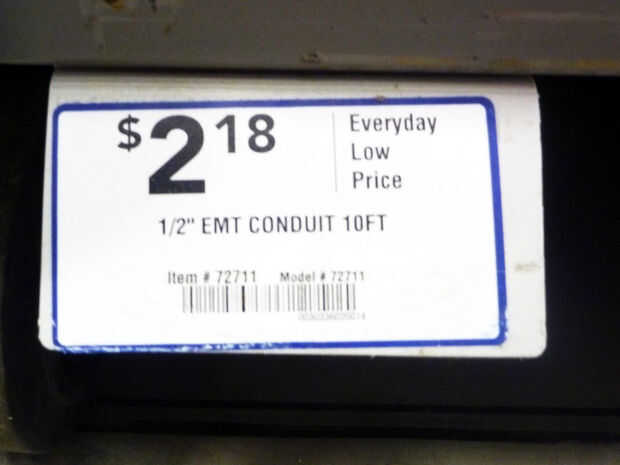 $2 18
Everyday
Low
Price
1/2" EMT CONDUIT 10FT
Item # 72711 Model # 72711